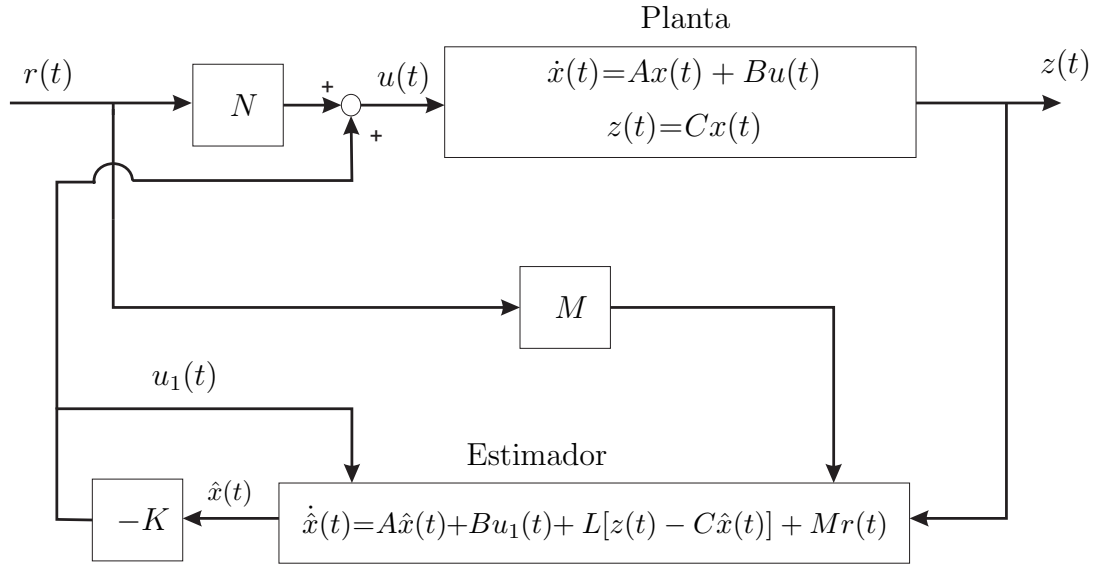 Planta
r(t)
N
+
u(t)
ẋ(t)=Ax(t) + Bu(t)
z(t)=Cx(t)
z(t)
+
M
u₁(t)
Estimador
−K
x̂(t)
x̂̇(t)=Ax̂(t)+Bu₁(t)+ L[z(t) − Cx̂(t)] + Mr(t)